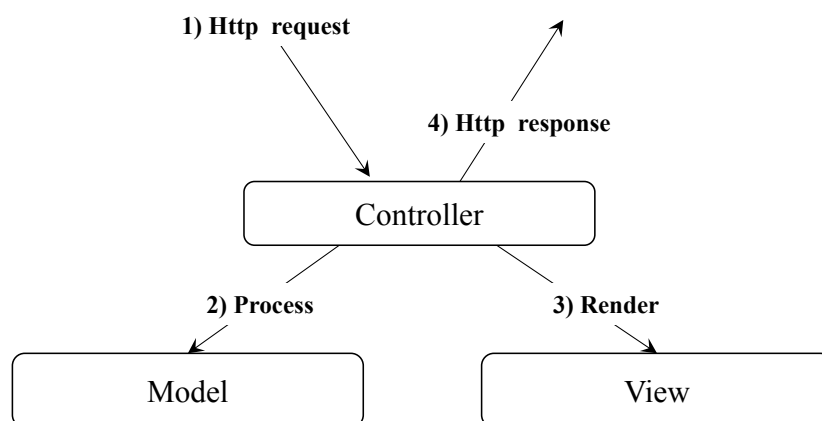 1) Http request
4) Http response
Controller
2) Process
3) Render
Model
View